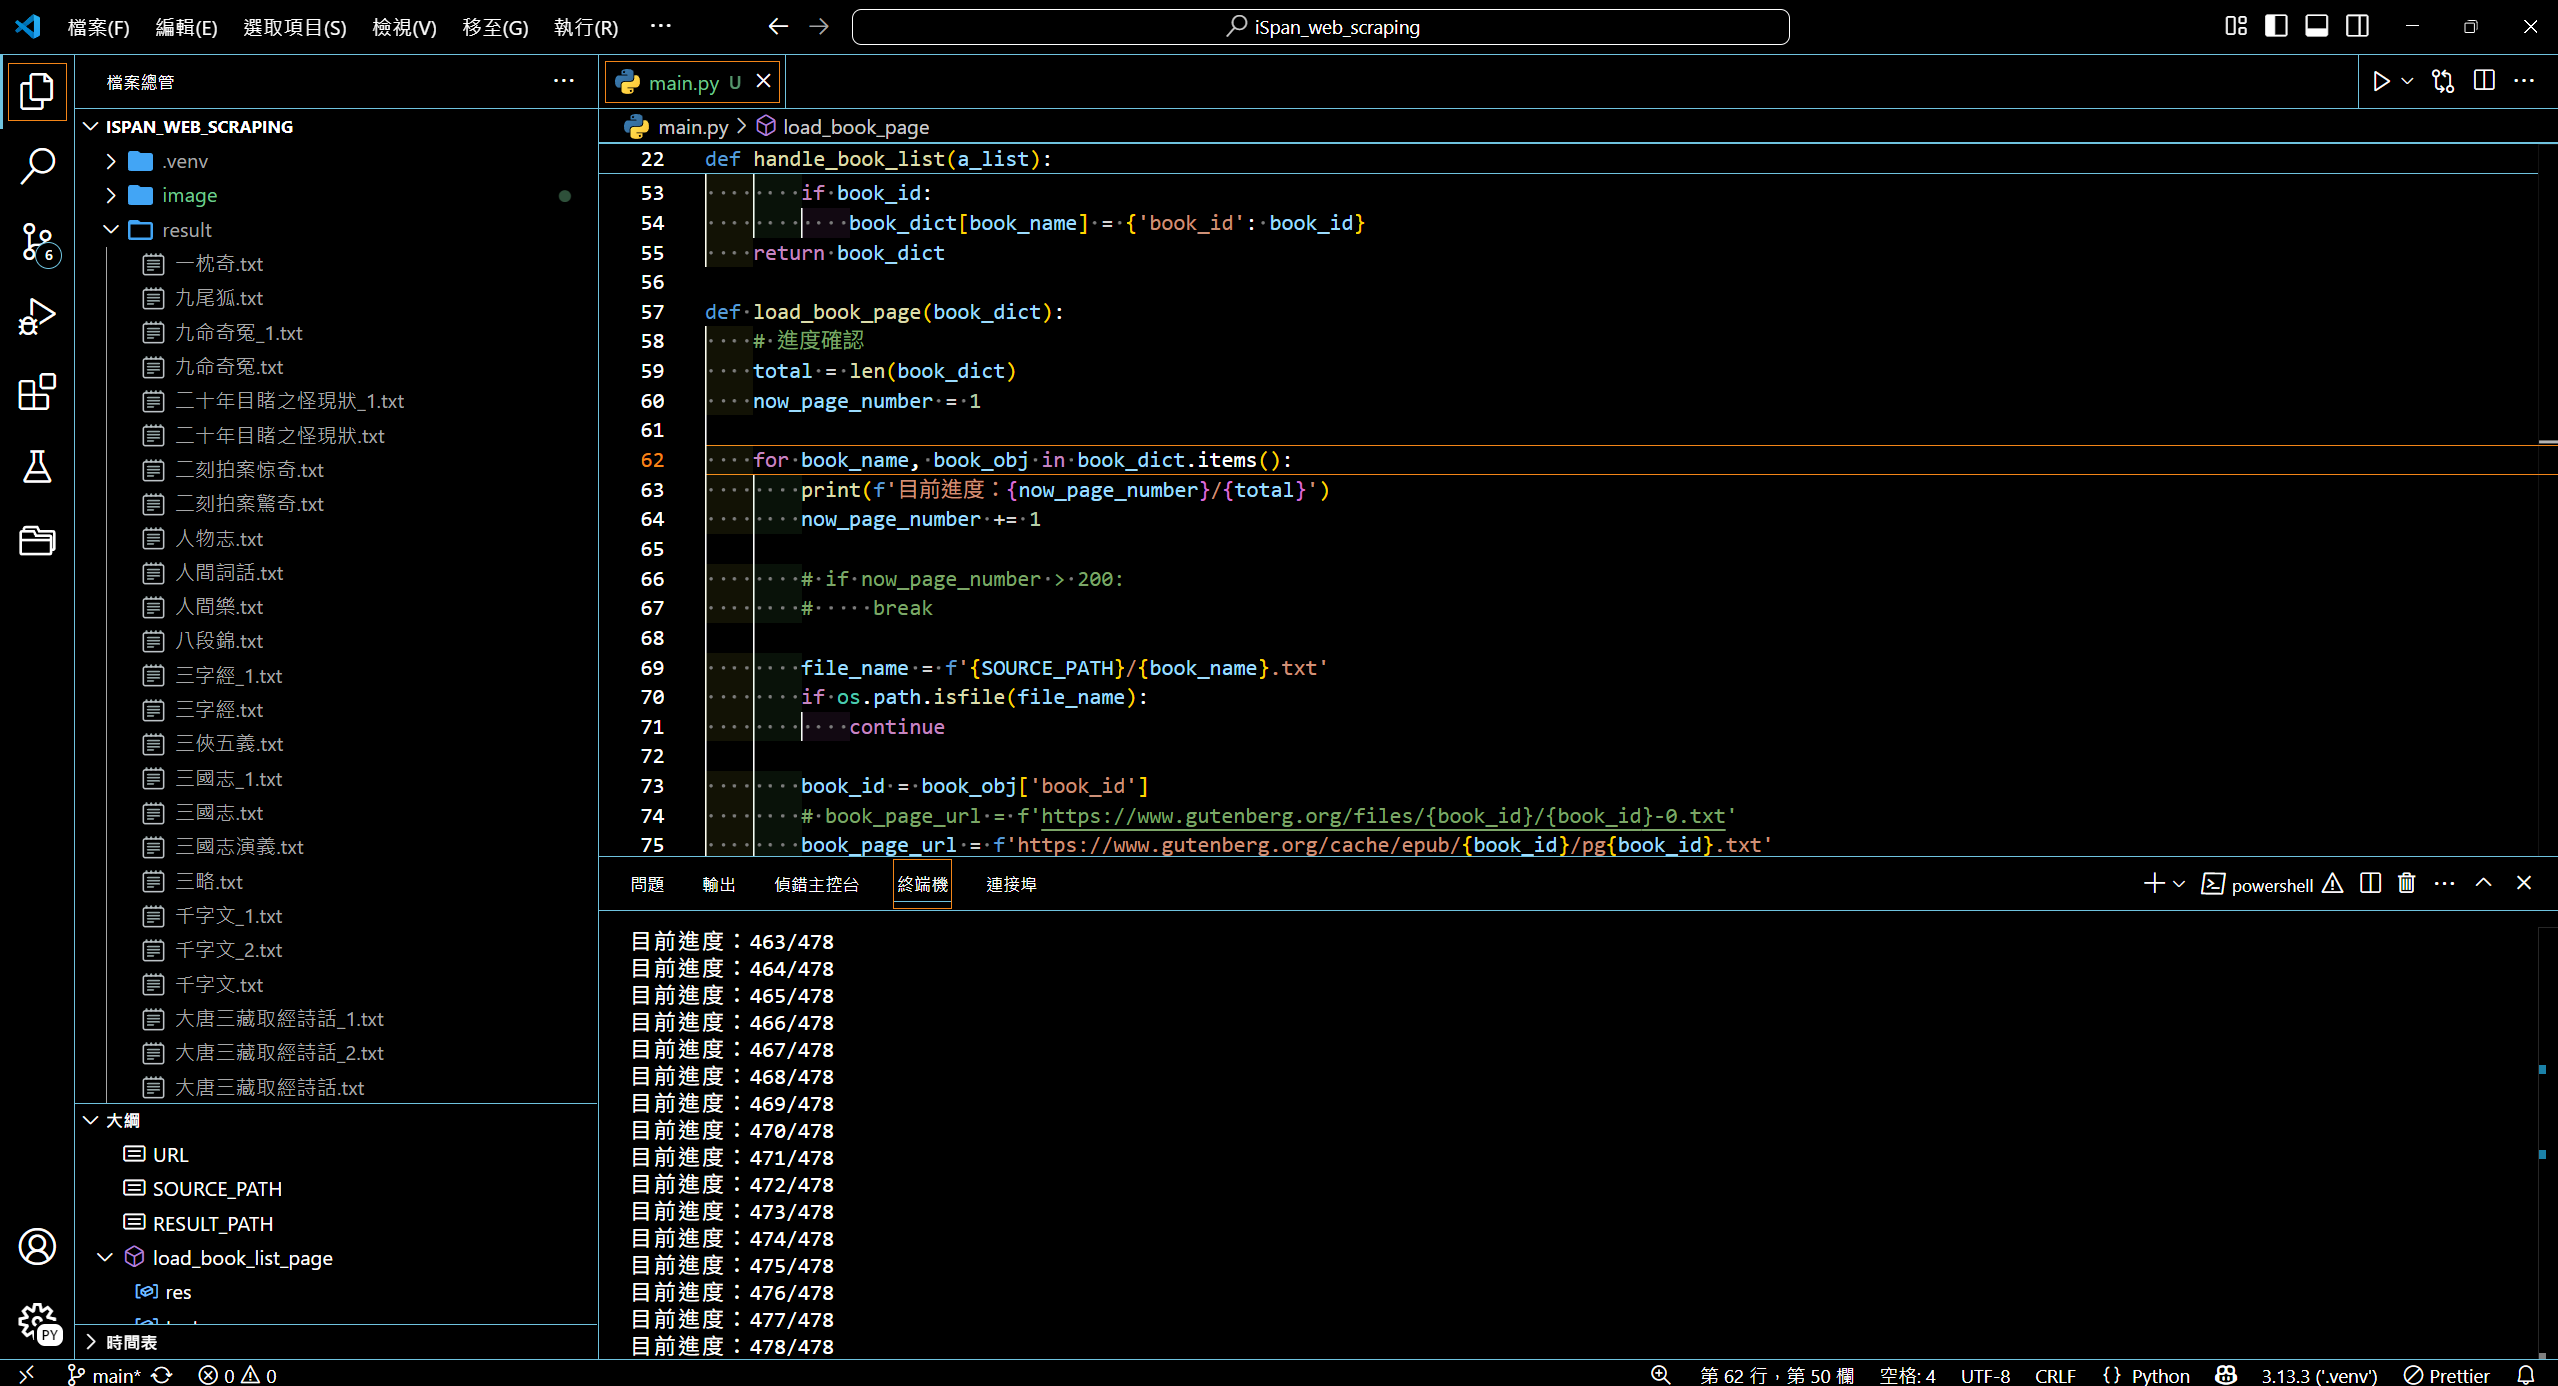 檔案(F) 編輯(E) 選取項目(S) 檢視(V) 移至(G) 執行(R) ··· iSpan_web_scraping
檔案總管
ISPAN_WEB_SCRAPING
.venv
image
result
一枕奇.txt
九尾狐.txt
九命奇冤_1.txt
九命奇冤.txt
二十年目睹之怪現狀_1.txt
二十年目睹之怪現狀.txt
二刻拍案惊奇.txt
二刻拍案驚奇.txt
人物志.txt
人間詞話.txt
人間樂.txt
八段錦.txt
三字經_1.txt
三字經.txt
三俠五義.txt
三國志_1.txt
三國志.txt
三國志演義.txt
三略.txt
千字文_1.txt
千字文_2.txt
千字文.txt
大唐三藏取經詩話_1.txt
大唐三藏取經詩話_2.txt
大唐三藏取經詩話.txt
大綱
URL
SOURCE_PATH
RESULT_PATH
load_book_list_page
res
時間表
6
PY
main.py U
main.py > load_book_page
22 def handle_book_list(a_list):
53 if book_id:
54 book_dict[book_name] = {'book_id': book_id}
55 return book_dict
56
57 def load_book_page(book_dict):
58 # 進度確認
59 total = len(book_dict)
60 now_page_number = 1
61
62 for book_name, book_obj in book_dict.items():
63 print(f'目前進度：{now_page_number}/{total}')
64 now_page_number += 1
65
66 # if now_page_number > 200:
67 # break
68
69 file_name = f'{SOURCE_PATH}/{book_name}.txt'
70 if os.path.isfile(file_name):
71 continue
72
73 book_id = book_obj['book_id']
74 # book_page_url = f'https://www.gutenberg.org/files/{book_id}/{book_id}-0.txt'
75 book_page_url = f'https://www.gutenberg.org/cache/epub/{book_id}/pg{book_id}.txt'
問題 輸出 偵錯主控台 終端機 連接埠 powershell
目前進度：463/478
目前進度：464/478
目前進度：465/478
目前進度：466/478
目前進度：467/478
目前進度：468/478
目前進度：469/478
目前進度：470/478
目前進度：471/478
目前進度：472/478
目前進度：473/478
目前進度：474/478
目前進度：475/478
目前進度：476/478
目前進度：477/478
目前進度：478/478
main* 0 0 第 62 行，第 50 欄 空格: 4 UTF-8 CRLF {} Python 3.13.3 ('.venv') Prettier